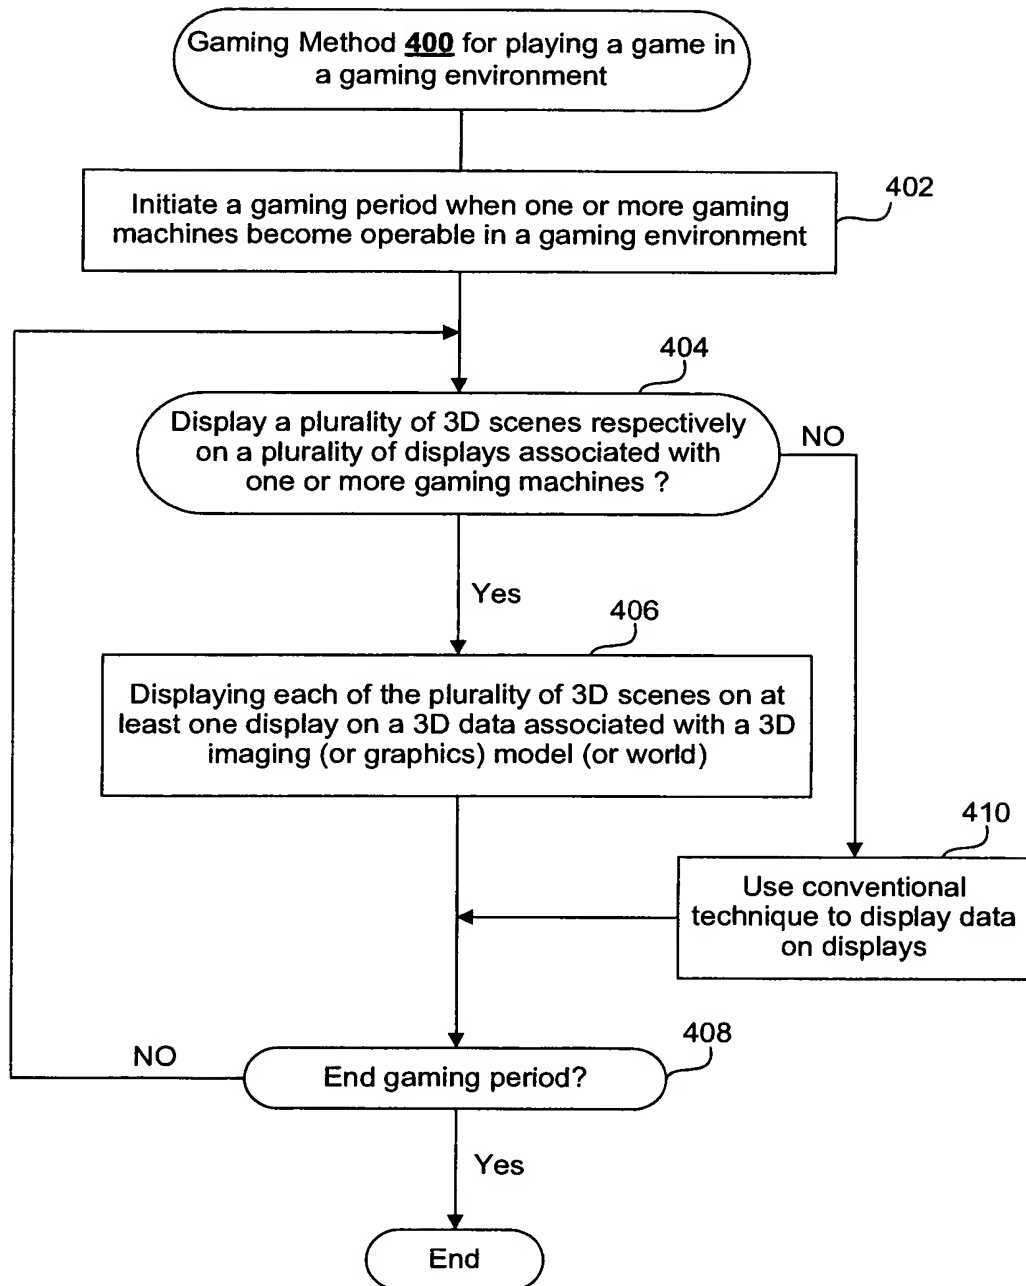 Gaming Method 400 for playing a game in
a gaming environment
402
Initiate a gaming period when one or more gaming
machines become operable in a gaming environment
404
Display a plurality of 3D scenes respectively
on a plurality of displays associated with
one or more gaming machines ?
NO
Yes
406
Displaying each of the plurality of 3D scenes on at
least one display on a 3D data associated with a 3D
imaging (or graphics) model (or world)
410
Use conventional
technique to display data
on displays
408
NO
End gaming period?
Yes
End